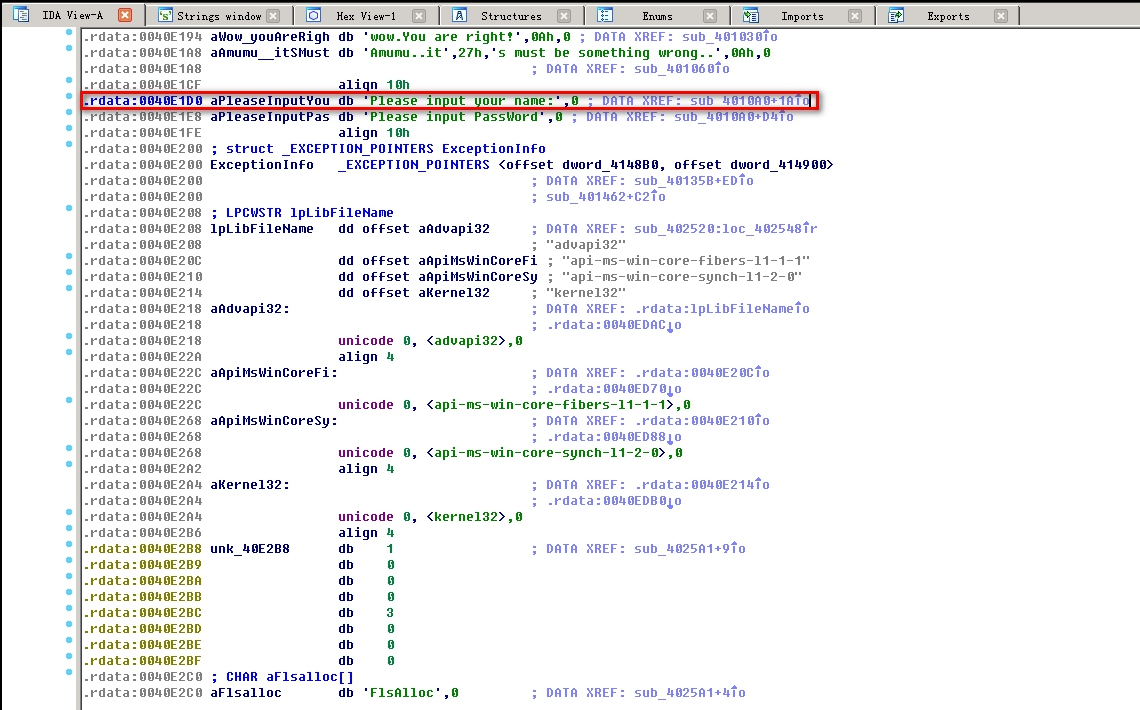 IDA View-A Strings window Hex View-1 Structures Enums Imports Exports
.rdata:0040E194 aWow_youAreRigh db 'wow.You are right!',0Ah,0 ; DATA XREF: sub_401030↑o
.rdata:0040E1A8 aAmumu__itSMust db 'Amumu..it',27h,'s must be something wrong..',0Ah,0
.rdata:0040E1A8 ; DATA XREF: sub_401060↑o
.rdata:0040E1CF align 10h
.rdata:0040E1D0 aPleaseInputYou db 'Please input your name:',0 ; DATA XREF: sub_4010A0+1A↑o
.rdata:0040E1E8 aPleaseInputPas db 'Please input PassWord',0 ; DATA XREF: sub_4010A0+D4↑o
.rdata:0040E1FE align 10h
.rdata:0040E200 ; struct _EXCEPTION_POINTERS ExceptionInfo
.rdata:0040E200 ExceptionInfo _EXCEPTION_POINTERS <offset dword_4148B0, offset dword_414900>
.rdata:0040E200 ; DATA XREF: sub_40135B+ED↑o
.rdata:0040E200 ; sub_401462+C2↑o
.rdata:0040E208 ; LPCWSTR lpLibFileName
.rdata:0040E208 lpLibFileName dd offset aAdvapi32 ; DATA XREF: sub_402520:loc_402548↑r
.rdata:0040E208 ; "advapi32"
.rdata:0040E20C dd offset aApiMsWinCoreFi ; "api-ms-win-core-fibers-l1-1-1"
.rdata:0040E210 dd offset aApiMsWinCoreSy ; "api-ms-win-core-synch-l1-2-0"
.rdata:0040E214 dd offset aKernel32 ; "kernel32"
.rdata:0040E218 aAdvapi32: ; DATA XREF: .rdata:lpLibFileName↑o
.rdata:0040E218 ; .rdata:0040EDAC↓o
.rdata:0040E218 unicode 0, <advapi32>,0
.rdata:0040E22A align 4
.rdata:0040E22C aApiMsWinCoreFi: ; DATA XREF: .rdata:0040E20C↑o
.rdata:0040E22C ; .rdata:0040ED70↓o
.rdata:0040E22C unicode 0, <api-ms-win-core-fibers-l1-1-1>,0
.rdata:0040E268 aApiMsWinCoreSy: ; DATA XREF: .rdata:0040E210↑o
.rdata:0040E268 ; .rdata:0040ED88↓o
.rdata:0040E268 unicode 0, <api-ms-win-core-synch-l1-2-0>,0
.rdata:0040E2A2 align 4
.rdata:0040E2A4 aKernel32: ; DATA XREF: .rdata:0040E214↑o
.rdata:0040E2A4 ; .rdata:0040EDB0↓o
.rdata:0040E2A4 unicode 0, <kernel32>,0
.rdata:0040E2B6 align 4
.rdata:0040E2B8 unk_40E2B8 db 1 ; DATA XREF: sub_4025A1+9↑o
.rdata:0040E2B9 db 0
.rdata:0040E2BA db 0
.rdata:0040E2BB db 0
.rdata:0040E2BC db 3
.rdata:0040E2BD db 0
.rdata:0040E2BE db 0
.rdata:0040E2BF db 0
.rdata:0040E2C0 ; CHAR aFlsalloc[]
.rdata:0040E2C0 aFlsalloc db 'FlsAlloc',0 ; DATA XREF: sub_4025A1+4↑o